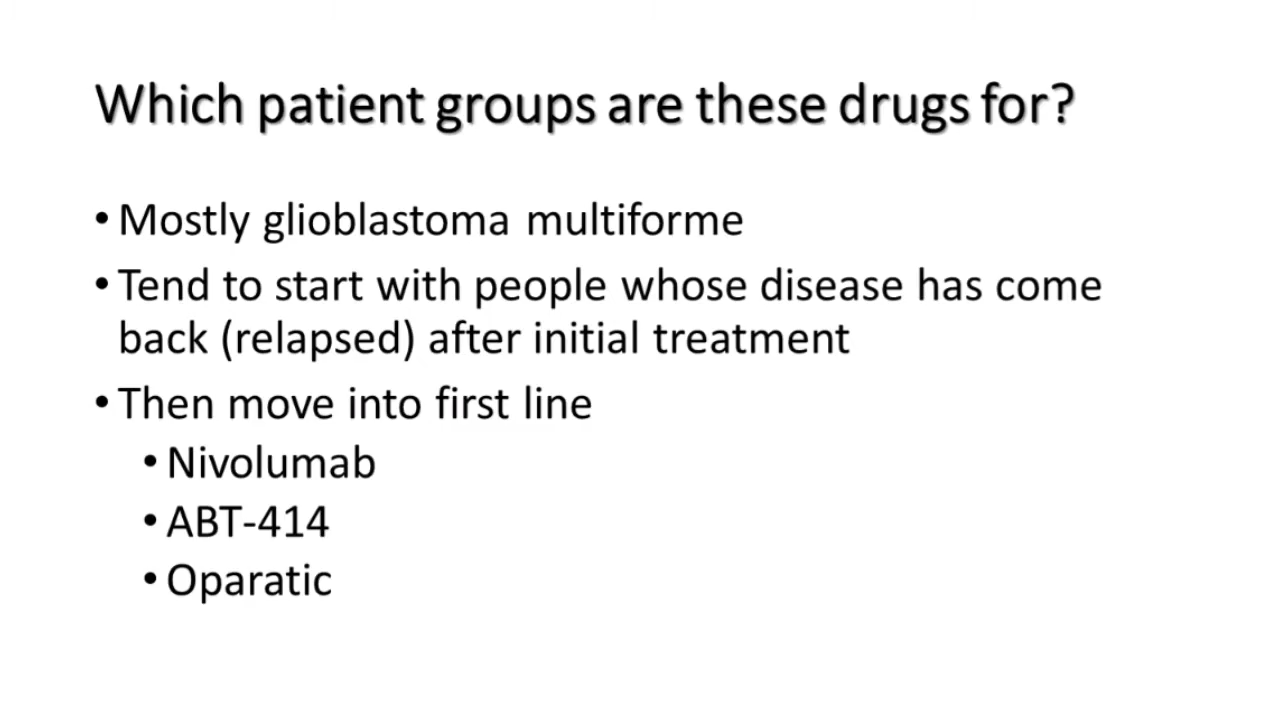 Which patient groups are these drugs for?
• Mostly glioblastoma multiforme
• Tend to start with people whose disease has come
back (relapsed) after initial treatment
• Then move into first line
• Nivolumab
• ABT-414
• Oparatic